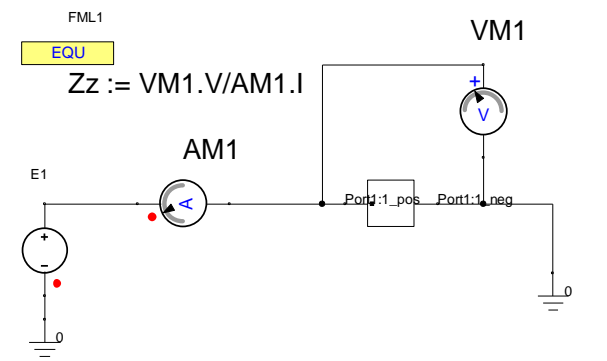 FML1
VM1
EQU
Zz := VM1.V/AM1.I
+
V
AM1
E1
A
Port1:1_pos
Port1:1_neg
+
−
0
0